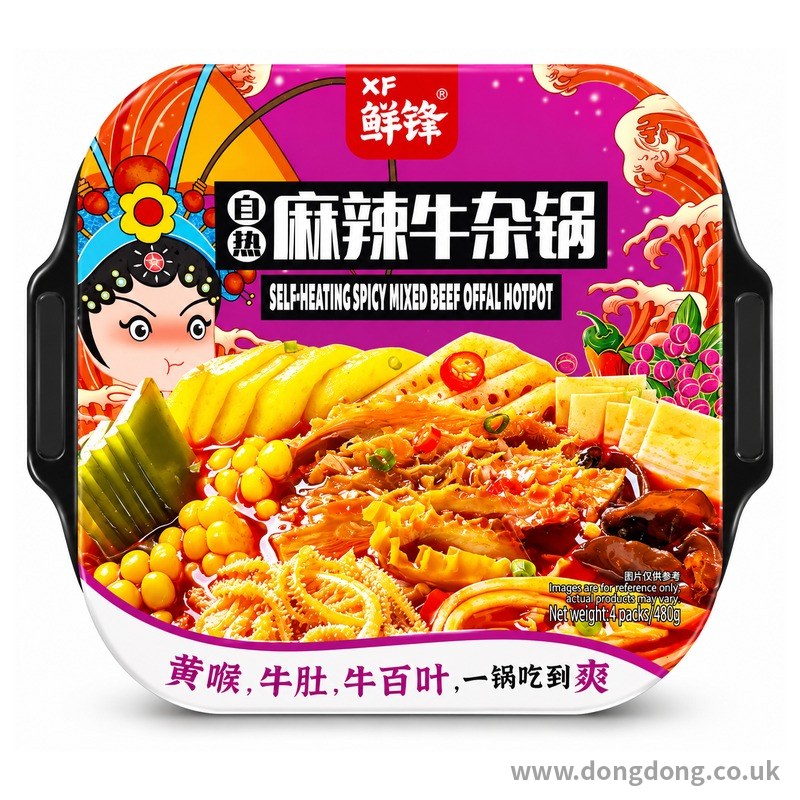 XF
鲜锋®
自热
麻辣牛杂锅
SELF-HEATING SPICY MIXED BEEF OFFAL HOTPOT
图片仅供参考
Images are for reference only,
actual products may vary.
Net weight:4 packs/480g
黄喉,牛肚,牛百叶,一锅吃到爽
www.dongdong.co.uk